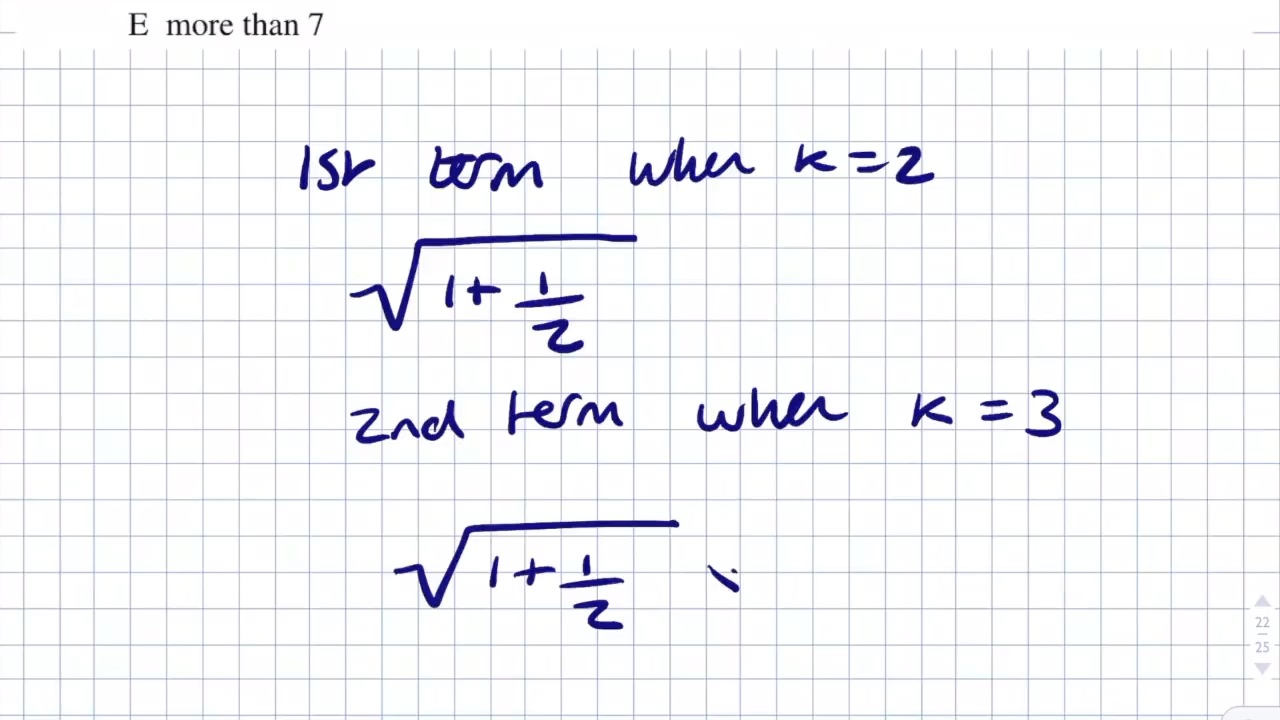 E more than 7
1st term when k = 2
√(1 + 1/2)
2nd term when k = 3
√(1 + 1/2)
22
25